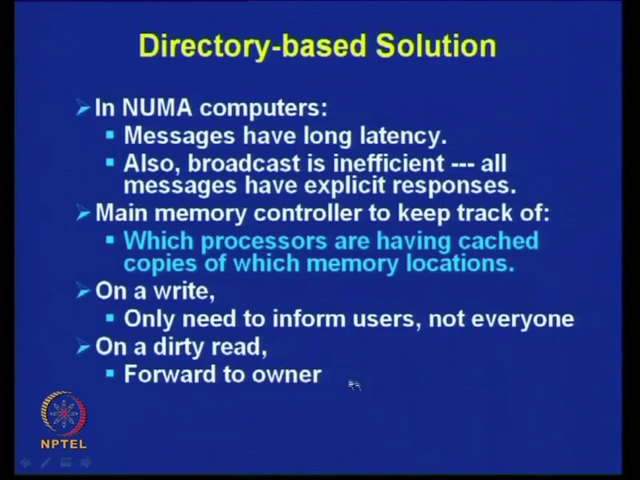 Directory-based Solution
In NUMA computers:
Messages have long latency.
Also, broadcast is inefficient --- all
messages have explicit responses.
Main memory controller to keep track of:
Which processors are having cached
copies of which memory locations.
On a write,
Only need to inform users, not everyone
On a dirty read,
Forward to owner
NPTEL